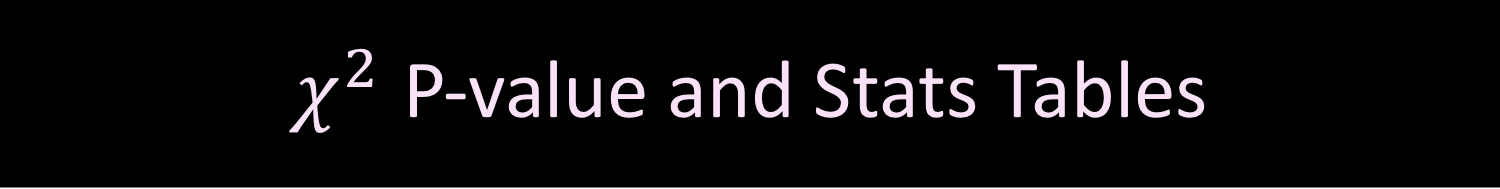 χ² P-value and Stats Tables